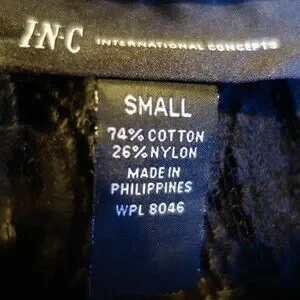 I·N·C INTERNATIONAL CONCEPTS
SMALL
74% COTTON
26% NYLON
MADE IN
PHILIPPINES
WPL 8046